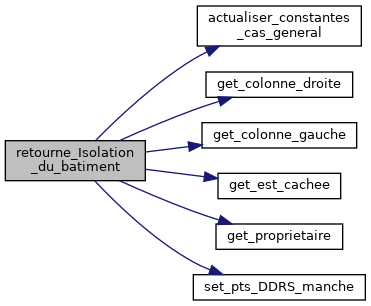 actualiser_constantes
_cas_general
get_colonne_droite
get_colonne_gauche
retourne_Isolation
_du_batiment
get_est_cachee
get_proprietaire
set_pts_DDRS_manche